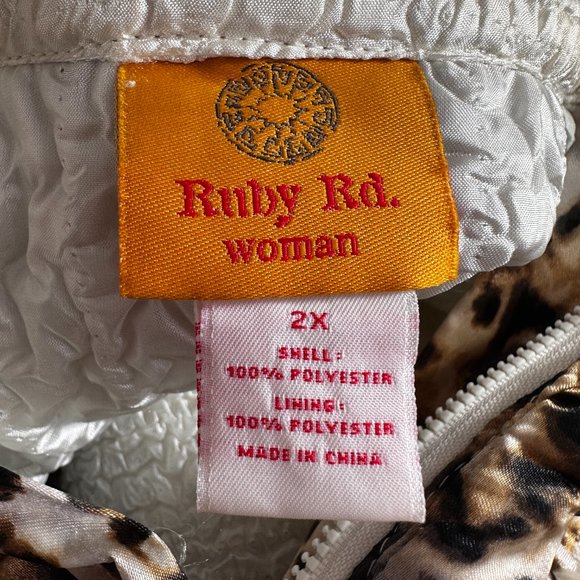 Ruby Rd.
woman
2X
SHELL:
100% POLYESTER
LINING:
100% POLYESTER
MADE IN CHINA